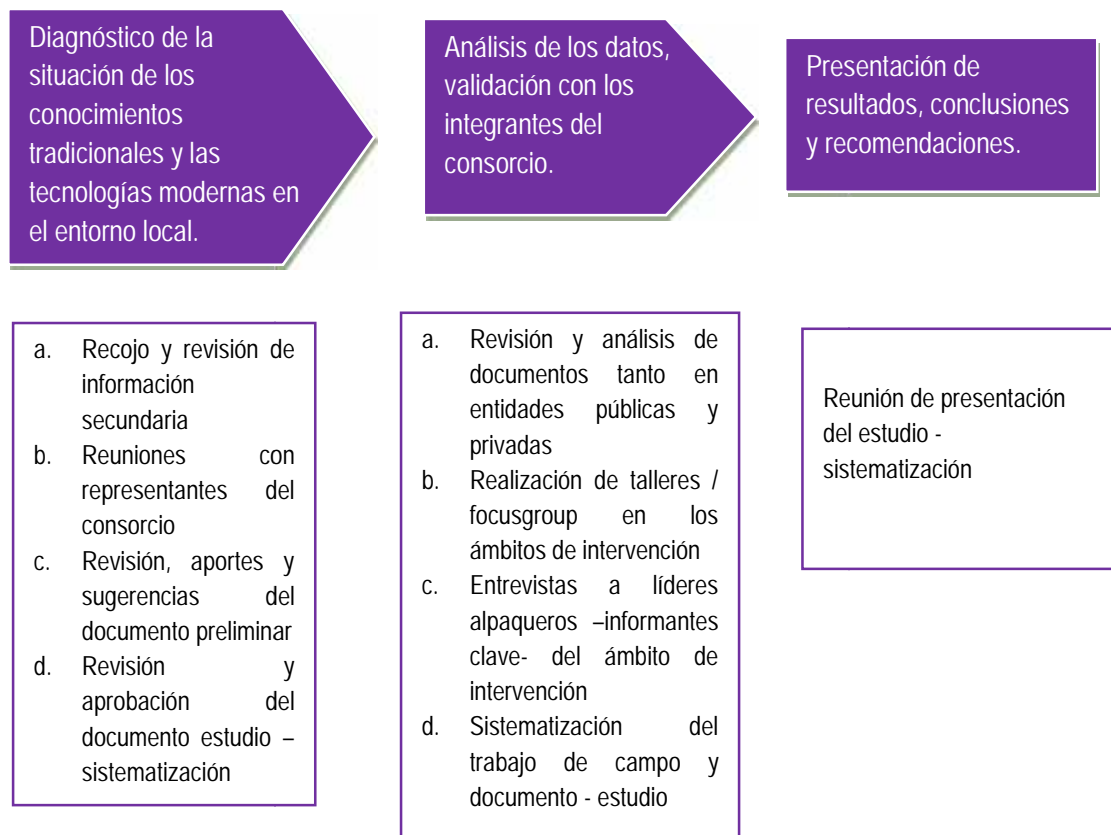 Diagnóstico de la
situación de los
conocimientos
tradicionales y las
tecnologías modernas en
el entorno local.
Análisis de los datos,
validación con los
integrantes del
consorcio.
Presentación de
resultados, conclusiones
y recomendaciones.
a. Recojo y revisión de
información
secundaria
b. Reuniones con
representantes del
consorcio
c. Revisión, aportes y
sugerencias del
documento preliminar
d. Revisión y
aprobación del
documento estudio –
sistematización
a. Revisión y análisis de
documentos tanto en
entidades públicas y
privadas
b. Realización de talleres /
focusgroup en los
ámbitos de intervención
c. Entrevistas a líderes
alpaqueros –informantes
clave- del ámbito de
intervención
d. Sistematización del
trabajo de campo y
documento - estudio
Reunión de presentación
del estudio -
sistematización